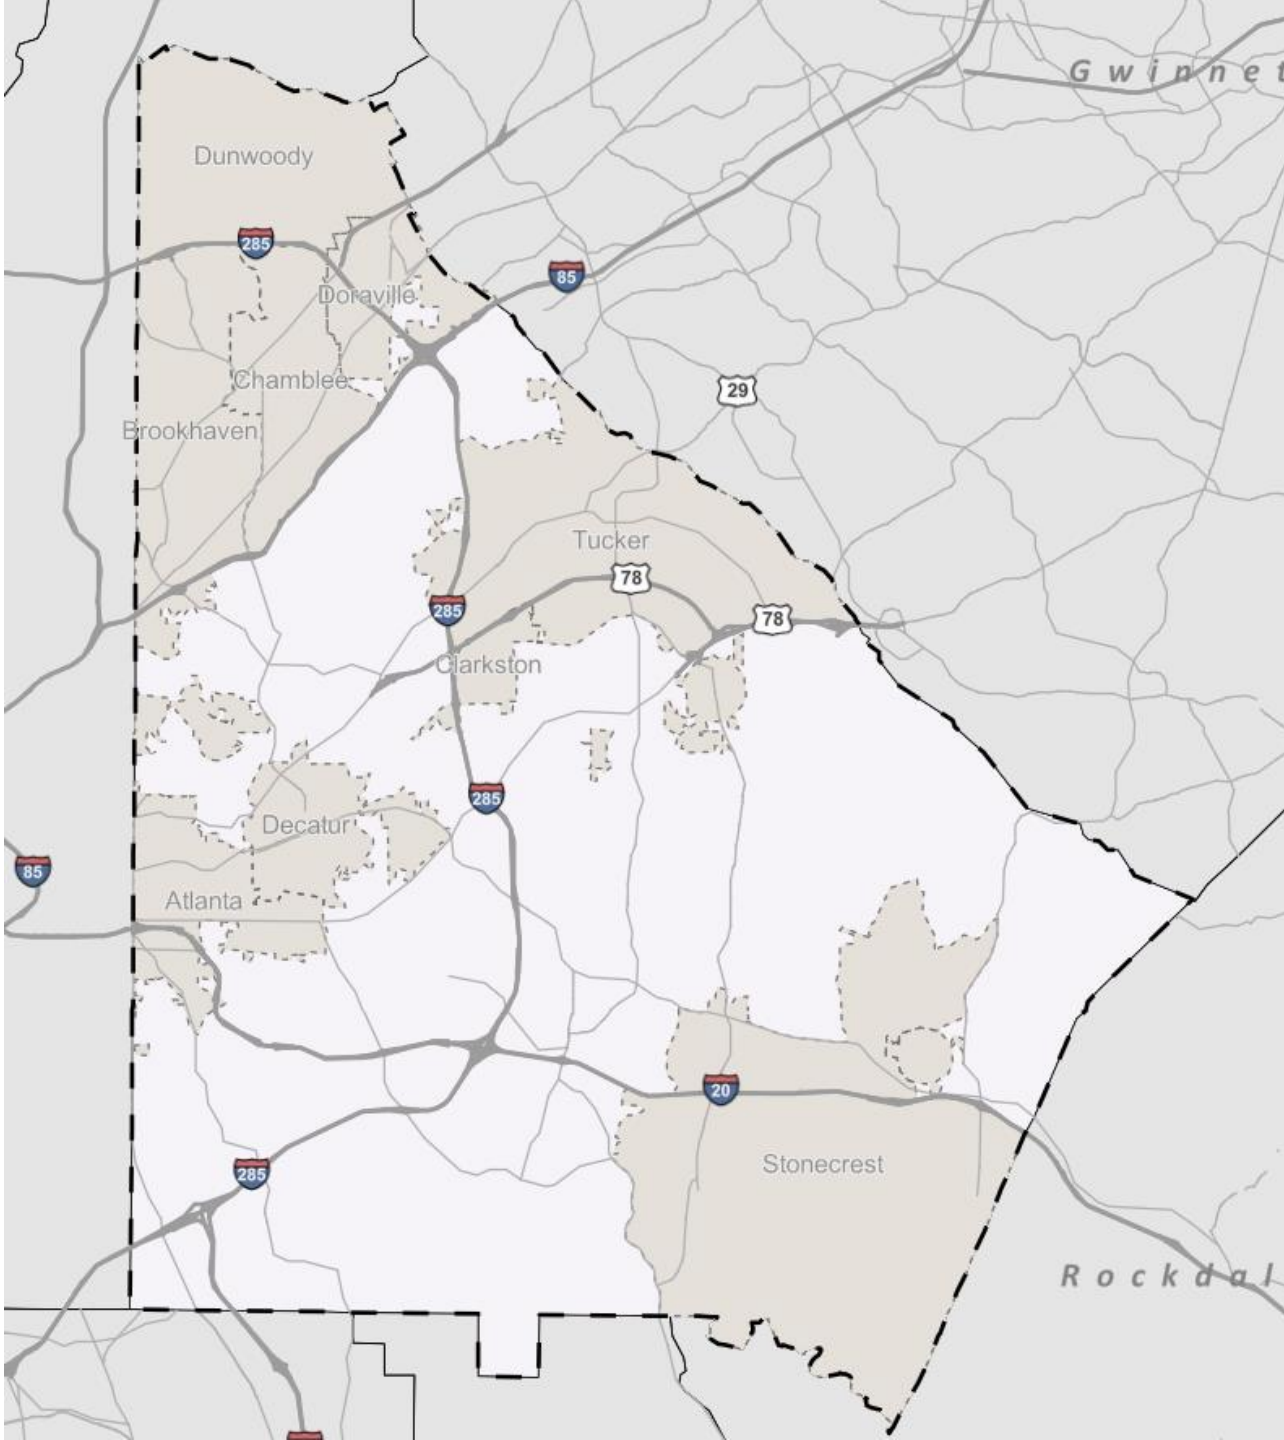 Gwinnet
Dunwoody
285
85
Doraville
Chamblee
29
Brookhaven
Tucker
78
285
78
Clarkston
285
Decatur
85
Atlanta
20
Stonecrest
285
Rockdal